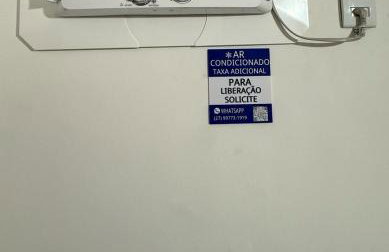 *AR
CONDICIONADO
TAXA ADICIONAL
PARA
LIBERAÇÃO
SOLICITE
WHATSAPP